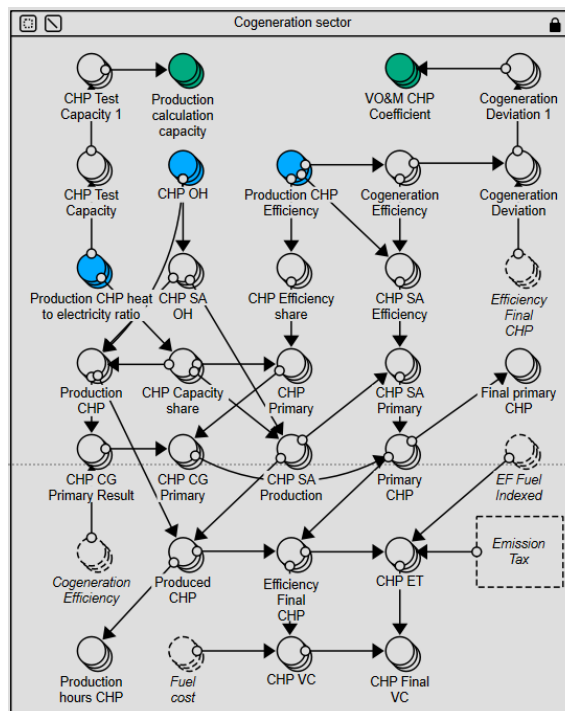 Cogeneration sector
CHP Test
Capacity 1
Production
calculation
capacity
VO&M CHP
Coefficient
Cogeneration
Deviation 1
CHP Test
Capacity
CHP OH
Production CHP
Efficiency
Cogeneration
Efficiency
Cogeneration
Deviation
Production CHP heat
to electricity ratio
CHP SA
OH
CHP Efficiency
share
CHP SA
Efficiency
Efficiency
Final
CHP
Production
CHP
CHP Capacity
share
CHP
Primary
CHP SA
Primary
Final primary
CHP
CHP CG
Primary Result
CHP CG
Primary
CHP SA
Production
Primary
CHP
EF Fuel
Indexed
Cogeneration
Efficiency
Produced
CHP
Efficiency
Final
CHP
CHP ET
Emission
Tax
Production
hours CHP
Fuel
cost
CHP VC
CHP Final
VC